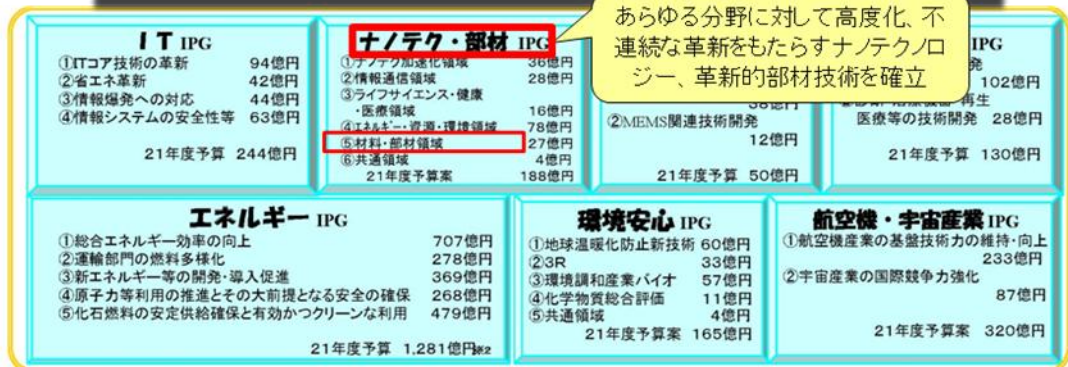 あらゆる分野に対して高度化、不
連続な革新をもたらすナノテクノロ
ジー、革新的部材技術を確立
IT IPG
①ITコア技術の革新 94億円
②省エネ革新 42億円
③情報爆発への対応 44億円
④情報システムの安全性等 63億円
21年度予算 244億円
ナノテク・部材 IPG
①ナノテク加速化領域 36億円
②情報通信領域 28億円
③ライフサイエンス・健康
・医療領域 16億円
④エネルギー・資源・環境領域 78億円
⑤材料・部材領域 27億円
⑥共通領域 4億円
21年度予算案 188億円
38億円
②MEMS関連技術開発
12億円
21年度予算 50億円
IPG
発
102億円
再生
医療等の技術開発 28億円
21年度予算 130億円
エネルギー IPG
①総合エネルギー効率の向上 707億円
②運輸部門の燃料多様化 278億円
③新エネルギー等の開発・導入促進 369億円
④原子力等利用の推進とその大前提となる安全の確保 268億円
⑤化石燃料の安定供給確保と有効かつクリーンな利用 479億円
21年度予算 1,281億円※2
環境安心 IPG
①地球温暖化防止新技術 60億円
②3R 33億円
③環境調和産業バイオ 57億円
④化学物質総合評価 11億円
⑤共通領域 4億円
21年度予算案 165億円
航空機・宇宙産業 IPG
①航空機産業の基盤技術力の維持・向上
233億円
②宇宙産業の国際競争力強化
87億円
21年度予算案 320億円